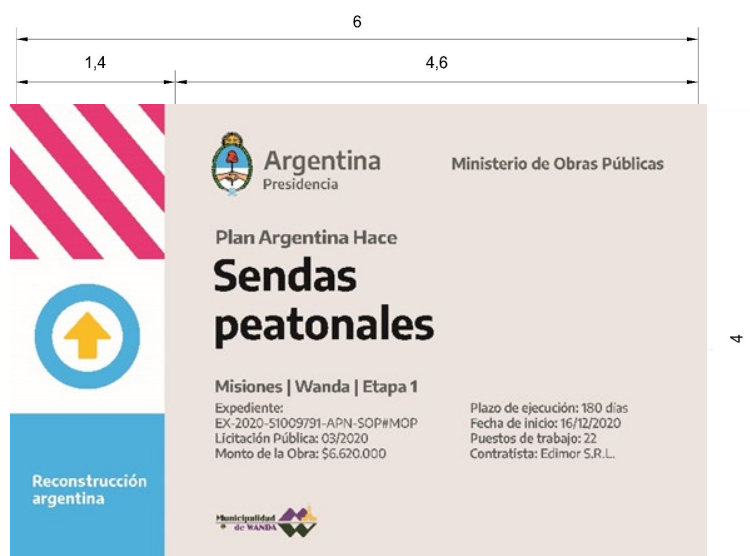 6
1,4
4,6
Argentina
Presidencia
Ministerio de Obras Públicas
Plan Argentina Hace
Sendas
peatonales
4
Misiones | Wanda | Etapa 1
Expediente:
EX-2020-51009791-APN-SOP#MOP
Licitación Pública: 03/2020
Monto de la Obra: $6.620.000
Plazo de ejecución: 180 días
Fecha de inicio: 16/12/2020
Puestos de trabajo: 22
Contratista: Edimor S.R.L.
Reconstrucción
argentina
Municipalidad
de WANDA